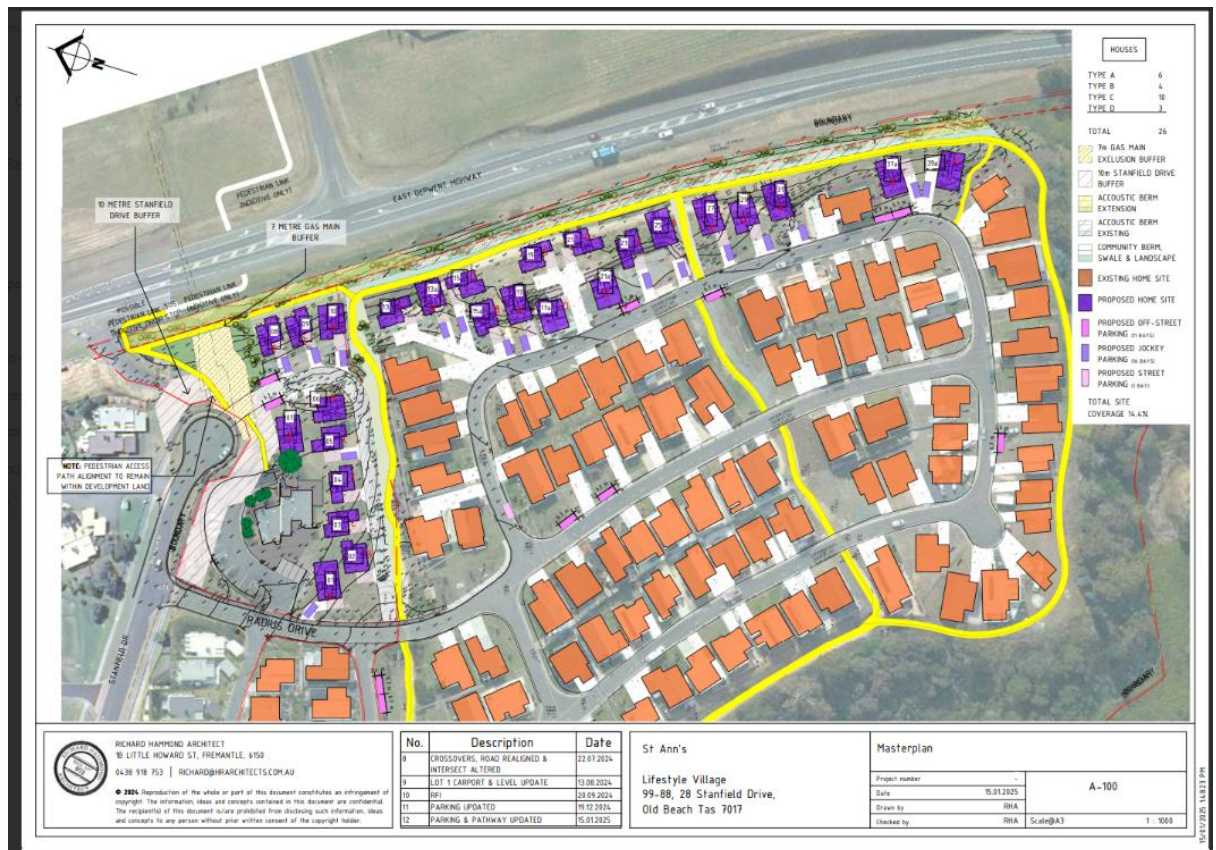 N
HOUSES
TYPE A 6
TYPE B 4
TYPE C 10
TYPE D 3
TOTAL 26
7m GAS MAIN
EXCLUSION BUFFER
10m STANFIELD DRIVE
BUFFER
ACCOUSTIC BERM
EXTENSION
ACCOUSTIC BERM
EXISTING
COMMUNITY BERM,
SWALE & LANDSCAPE
EXISTING HOME SITE
PROPOSED HOME SITE
PROPOSED OFF-STREET
PARKING
PROPOSED JOCKEY
PARKING (16 BAYS)
PROPOSED STREET
PARKING (1 BAY)
TOTAL SITE
COVERAGE 14.4%
BOUNDARY
EAST DERWENT HIGHWAY
PEDESTRIAN LINK
(INDICITIVE ONLY)
10 METRE STANFIELD
DRIVE BUFFER
7 METRE GAS MAIN
BUFFER
NOTE: PEDESTRIAN ACCESS
PATH ALIGNMENT TO REMAIN
WITHIN DEVELOPMENT LAND
BOUNDARY
RADIUS DRIVE
STANFIELD DR.
BOUNDARY
RICHARD HAMMOND ARCHITECT
1B LITTLE HOWARD ST, FREMANTLE, 6150
0438 918 753 | RICHARD@HRARCHITECTS.COM.AU
© 2024 Reproduction of the whole or part of this document constitutes an infringement of
copyright. The information, ideas and concepts contained in this document are confidential.
The recipient(s) of this document is/are prohibited from disclosing such information, ideas
and concepts to any person without prior written consent of the copyright holder.
No. Description Date
8 CROSSOVERS, ROAD REALIGNED & INTERSECT ALTERED 22.07.2024
9 LOT 1 CARPORT & LEVEL UPDATE 13.08.2024
10 RFI 20.09.2024
11 PARKING UPDATED 19.12.2024
12 PARKING & PATHWAY UPDATED 15.01.2025
St Ann's
Lifestyle Village
99-88, 28 Stanfield Drive,
Old Beach Tas 7017
Masterplan
Project number -
Date 15.01.2025
Drawn by RHA
Checked by RHA
A-100
Scale@A3 1 : 1000